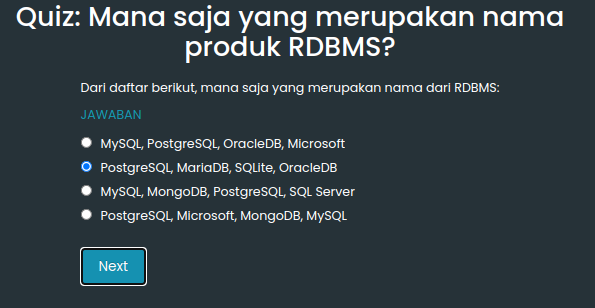 Quiz: Mana saja yang merupakan nama
produk RDBMS?
Dari daftar berikut, mana saja yang merupakan nama dari RDBMS:
JAWABAN
MySQL, PostgreSQL, OracleDB, Microsoft
PostgreSQL, MariaDB, SQLite, OracleDB
MySQL, MongoDB, PostgreSQL, SQL Server
PostgreSQL, Microsoft, MongoDB, MySQL
Next